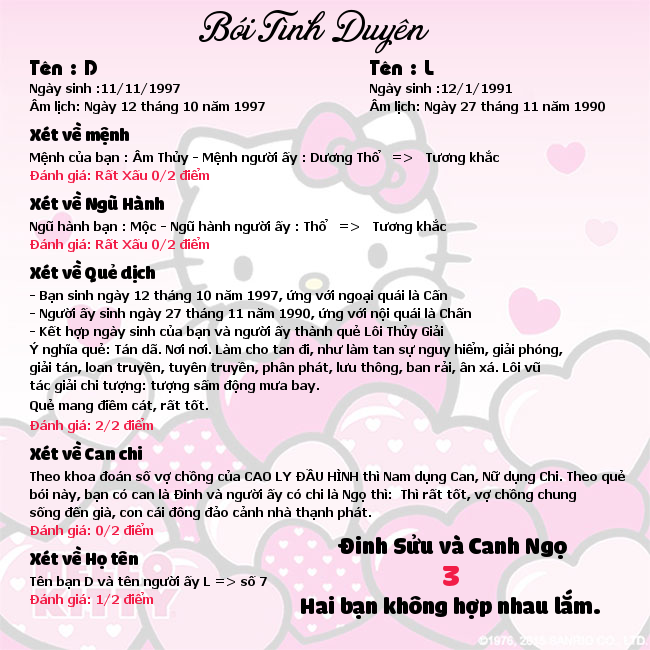 Bói Tình Duyên
Tên : D
Ngày sinh :11/11/1997
Âm lịch: Ngày 12 tháng 10 năm 1997
Tên : L
Ngày sinh :12/1/1991
Âm lịch: Ngày 27 tháng 11 năm 1990
Xét về mệnh
Mệnh của bạn : Âm Thủy - Mệnh người ấy : Dương Thổ => Tương khắc
Đánh giá: Rất Xấu 0/2 điểm
Xét về Ngũ Hành
Ngũ hành bạn : Mộc - Ngũ hành người ấy : Thổ => Tương khắc
Đánh giá: Rất Xấu 0/2 điểm
Xét về Quẻ dịch
- Bạn sinh ngày 12 tháng 10 năm 1997, ứng với ngoại quái là Cấn
- Người ấy sinh ngày 27 tháng 11 năm 1990, ứng với nội quái là Chấn
- Kết hợp ngày sinh của bạn và người ấy thành quẻ Lôi Thủy Giải
Ý nghĩa quẻ: Tán dã. Nơi nơi. Làm cho tan đi, như làm tan sự nguy hiểm, giải phóng,
giải tán, loan truyền, tuyên truyền, phân phát, lưu thông, ban rải, ân xá. Lôi vũ
tác giải chi tượng: tượng sấm động mưa bay.
Quẻ mang điềm cát, rất tốt.
Đánh giá: 2/2 điểm
Xét về Can chi
Theo khoa đoán số vợ chồng của CAO LY ĐẦU HÌNH thì Nam dụng Can, Nữ dụng Chi. Theo quẻ
bói này, bạn có can là Đinh và người ấy có chi là Ngọ thì: Thì rất tốt, vợ chồng chung
sống đến già, con cái đông đảo cảnh nhà thạnh phát.
Đánh giá: 0/2 điểm
Xét về Họ tên
Tên bạn D và tên người ấy L => số 7
Đánh giá: 1/2 điểm
Đinh Sửu và Canh Ngọ
3
Hai bạn không hợp nhau lắm.
HELLO
KITTY
©1976, 2015 SANRIO CO., LTD.